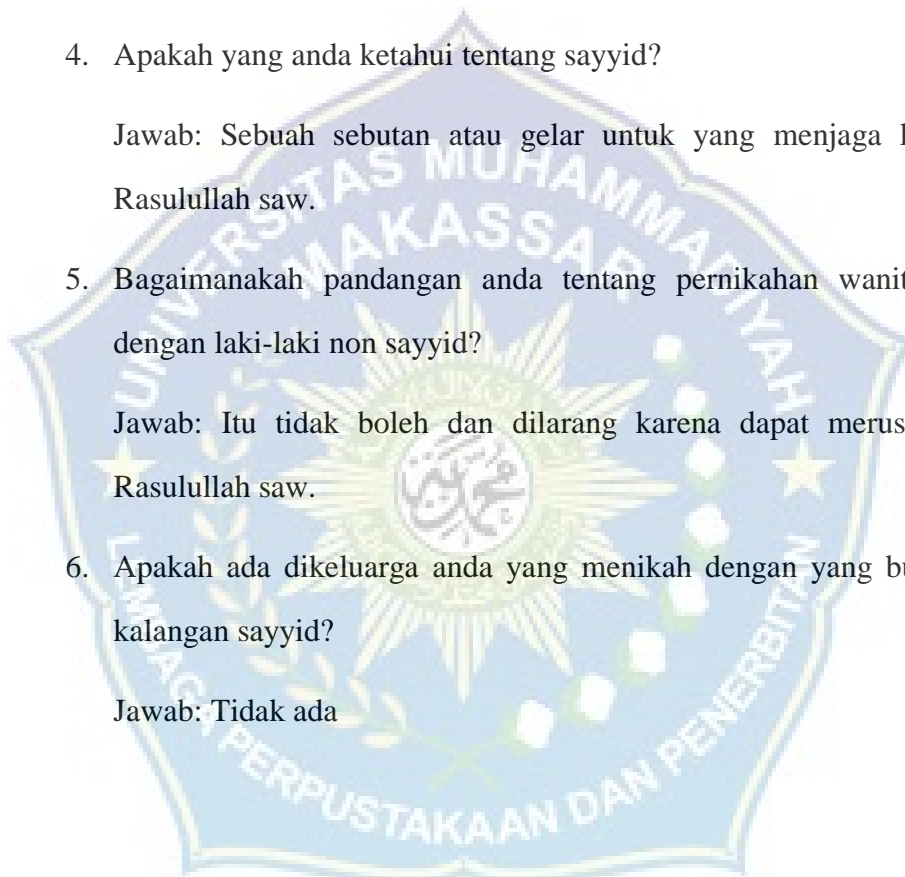 4. Apakah yang anda ketahui tentang sayyid?
Jawab: Sebuah sebutan atau gelar untuk yang menjaga
Rasulullah saw.
5. Bagaimanakah pandangan anda tentang pernikahan
dengan laki-laki non sayyid?
Jawab: Itu tidak boleh dan dilarang karena dapat
Rasulullah saw.
6. Apakah ada dikeluarga anda yang menikah dengan yang
kalangan sayyid?
Jawab: Tidak ada
UNIVERSITAS MUHAMMADIYAH
MAKASSAR
LEMBAGA PERPUSTAKAAN DAN PENERBITAN